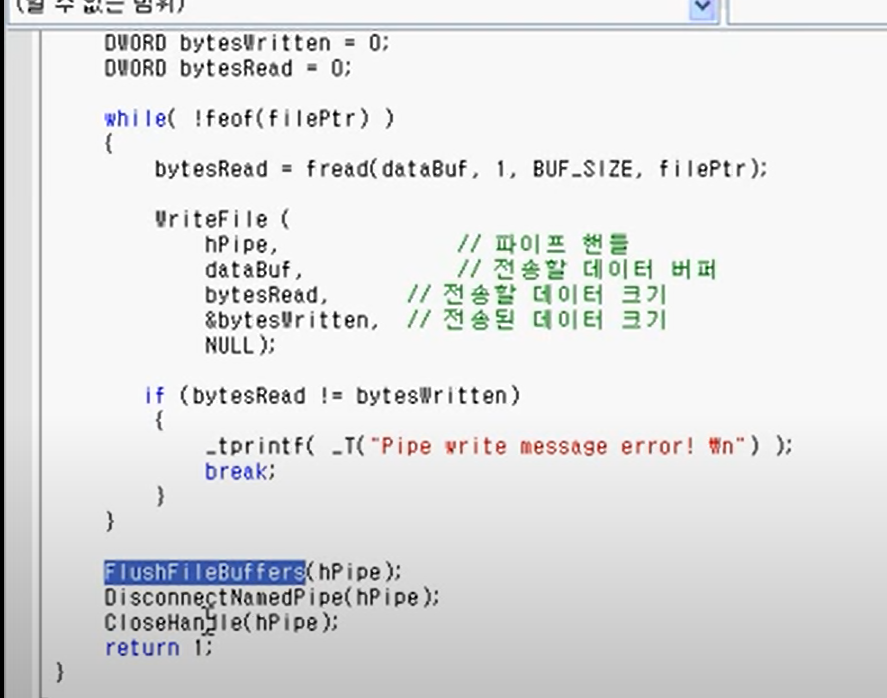 (알 수 없는 범위)
DWORD bytesWritten = 0;
DWORD bytesRead = 0;
while( !feof(filePtr) )
{
bytesRead = fread(dataBuf, 1, BUF_SIZE, filePtr);
WriteFile (
hPipe, // 파이프 핸들
dataBuf, // 전송할 데이터 버퍼
bytesRead, // 전송할 데이터 크기
&bytesWritten, // 전송된 데이터 크기
NULL);
if (bytesRead != bytesWritten)
{
_tprintf( _T("Pipe write message error! ₩n") );
break;
}
}
FlushFileBuffers(hPipe);
DisconnectNamedPipe(hPipe);
CloseHandle(hPipe);
return 1;
}